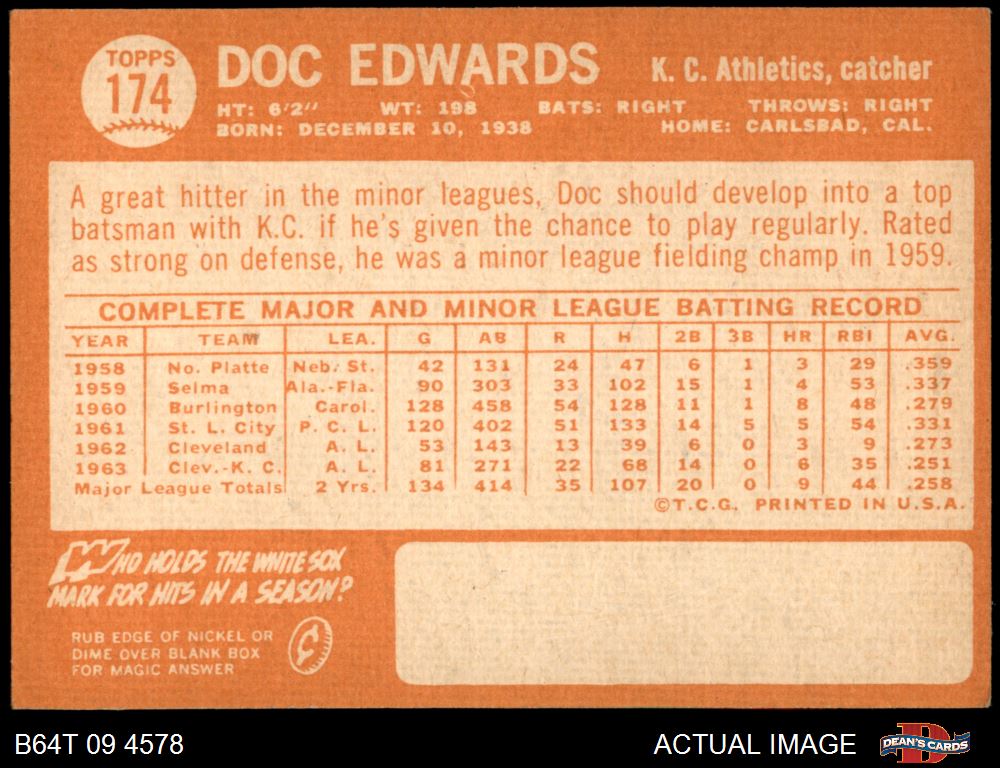 TOPPS
174
DOC EDWARDS
K. C. Athletics, catcher
HT: 6'2" WT: 198 BATS: RIGHT THROWS: RIGHT
BORN: DECEMBER 10, 1938 HOME: CARLSBAD, CAL.
A great hitter in the minor leagues, Doc should develop into a top
batsman with K.C. if he's given the chance to play regularly. Rated
as strong on defense, he was a minor league fielding champ in 1959.
COMPLETE MAJOR AND MINOR LEAGUE BATTING RECORD
YEAR TEAM LEA. G AB R H 2B 3B HR RBI AVG.
1958 No. Platte Neb. St. 42 131 24 47 6 1 3 29 .359
1959 Selma Ala.-Fla. 90 303 33 102 15 1 4 53 .337
1960 Burlington Carol. 128 458 54 128 11 1 8 48 .279
1961 St. L. City P. C. L. 120 402 51 133 14 5 5 54 .331
1962 Cleveland A. L. 53 143 13 39 6 0 3 9 .273
1963 Clev.-K. C. A. L. 81 271 22 68 14 0 6 35 .251
Major League Totals 2 Yrs. 134 414 35 107 20 0 9 44 .258
©T.C.G. PRINTED IN U.S.A.
WHO HOLDS THE WHITE SOX
MARK FOR HITS IN A SEASON?
RUB EDGE OF NICKEL OR
DIME OVER BLANK BOX
FOR MAGIC ANSWER
¢
B64T 09 4578
ACTUAL IMAGE
DEAN'S CARDS